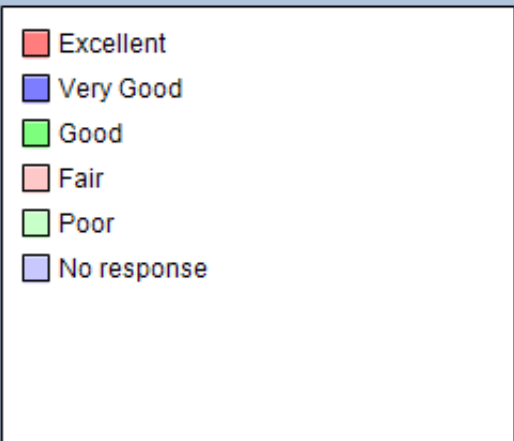 Excellent
Very Good
Good
Fair
Poor
No response